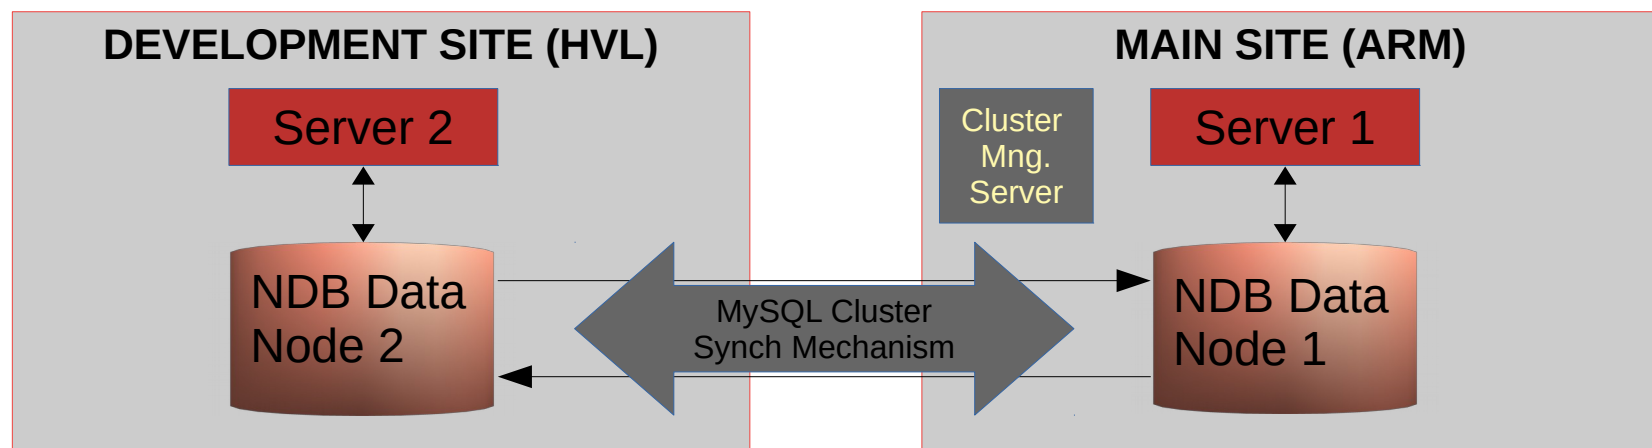 DEVELOPMENT SITE (HVL)
Server 2
NDB Data
Node 2
MySQL Cluster
Synch Mechanism
MAIN SITE (ARM)
Cluster
Mng.
Server
Server 1
NDB Data
Node 1